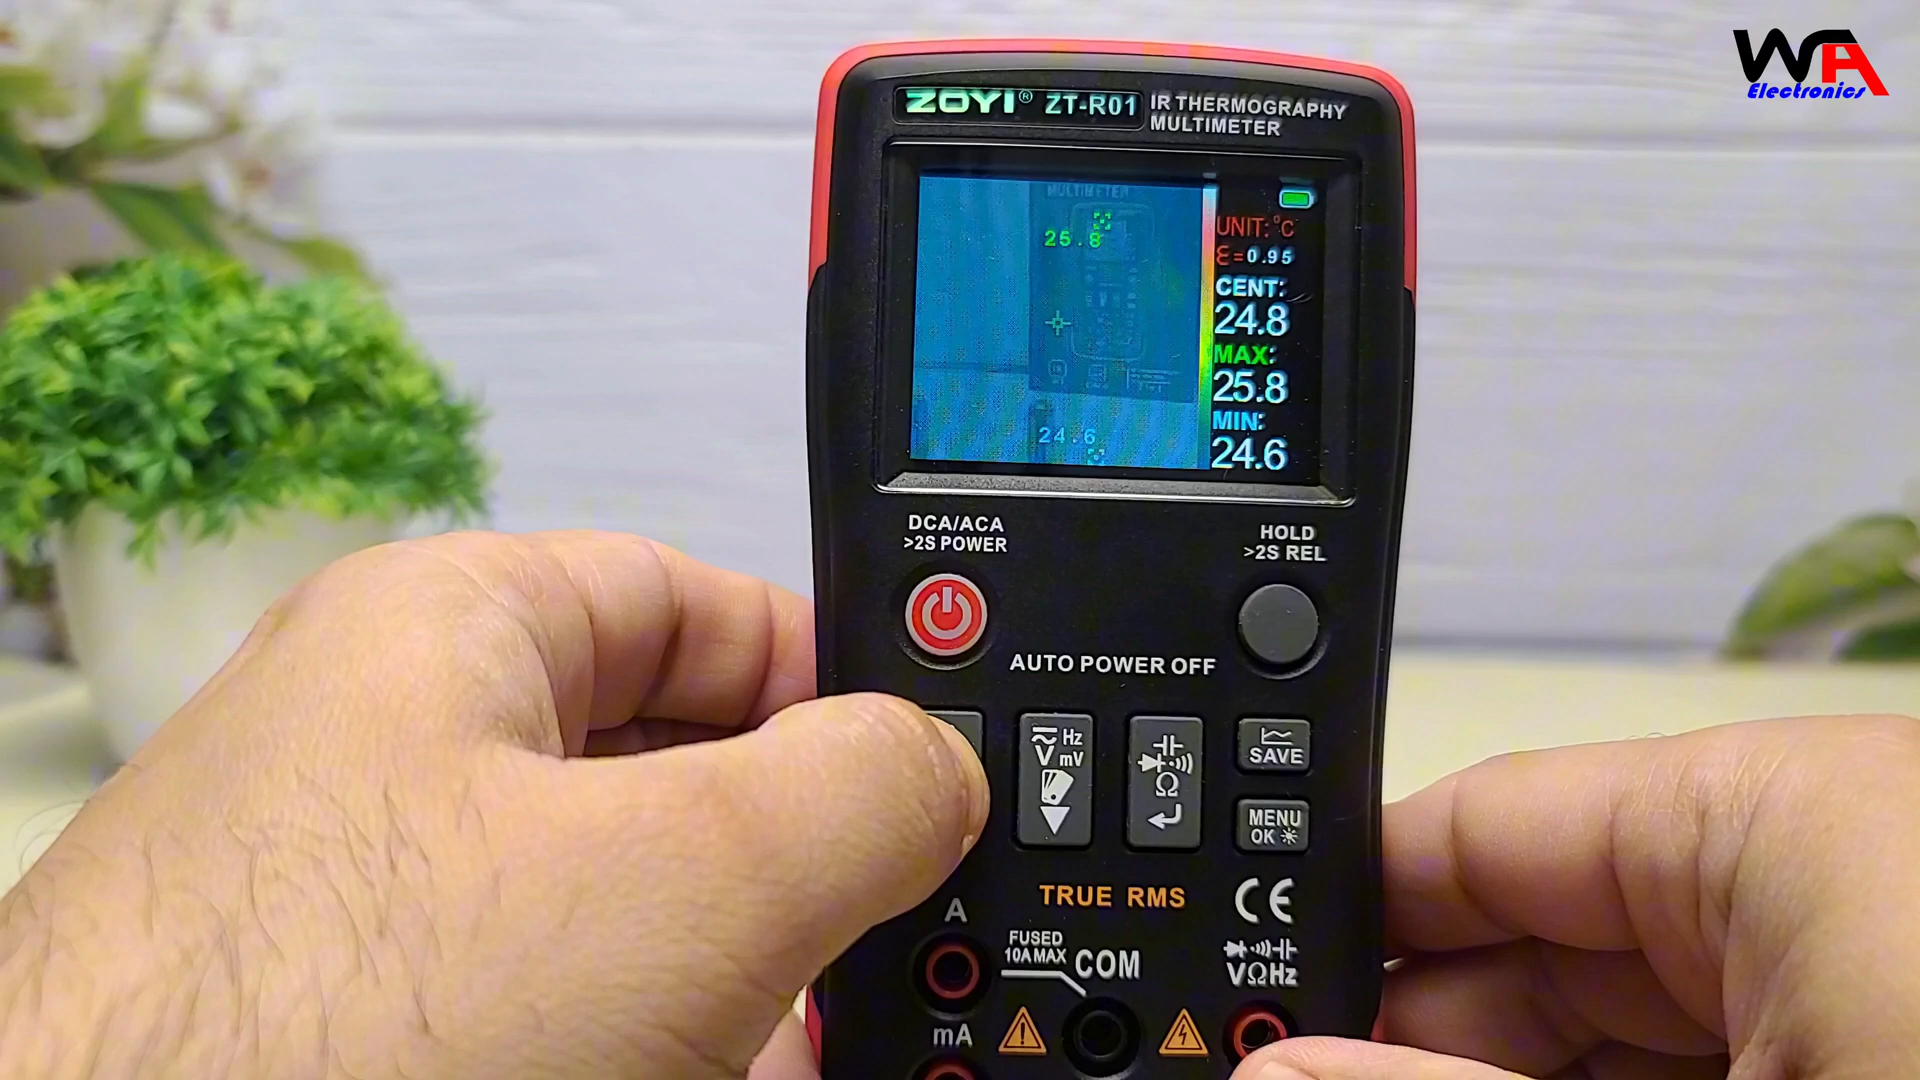 WA
Electronics
ZOYI® ZT-R01
IR THERMOGRAPHY
MULTIMETER
MULTIMETER
25.8
24.6
UNIT: °C
Ɛ=0.95
CENT:
24.8
MAX:
25.8
MIN:
24.6
DCA/ACA
>2S POWER
HOLD
>2S REL
AUTO POWER OFF
Hz
V mV
Ω
SAVE
MENU
OK
TRUE RMS
CE
A
FUSED
10A MAX
COM
VΩHz
mA